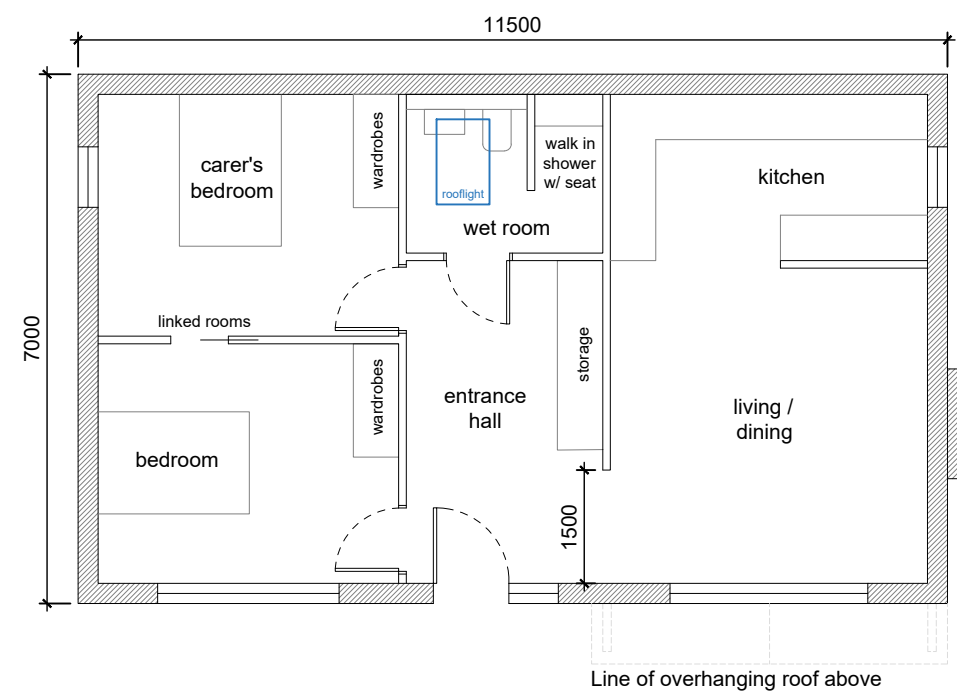 11500
7000
carer's
bedroom
wardrobes
rooflight
walk in
shower
w/ seat
wet room
kitchen
linked rooms
wardrobes
storage
entrance
hall
living /
dining
bedroom
1500
Line of overhanging roof above